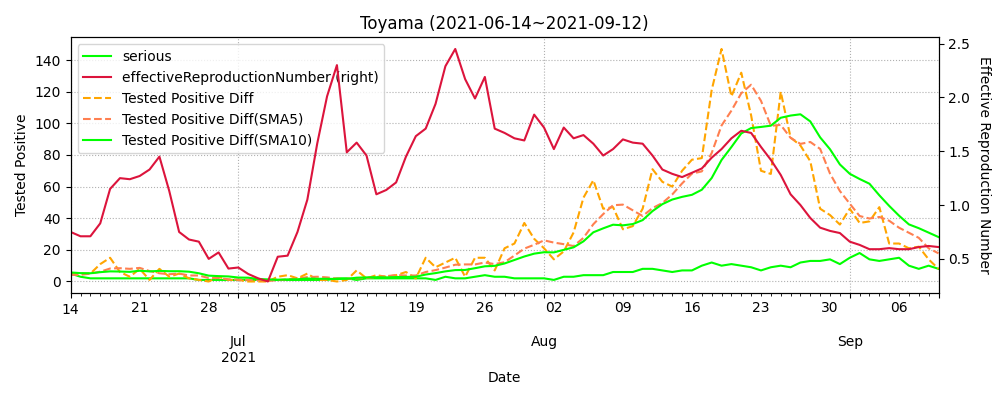 Toyama (2021-06-14~2021-09-12)
serious
effectiveReproductionNumber (right)
Tested Positive Diff
Tested Positive Diff(SMA5)
Tested Positive Diff(SMA10)
Tested Positive
140
120
100
80
60
40
20
0
2.5
2.0
1.5
1.0
0.5
Effective Reproduction Number
14 21 28 05 12 19 26 02 09 16 23 30 06
Jul Aug Sep
2021
Date